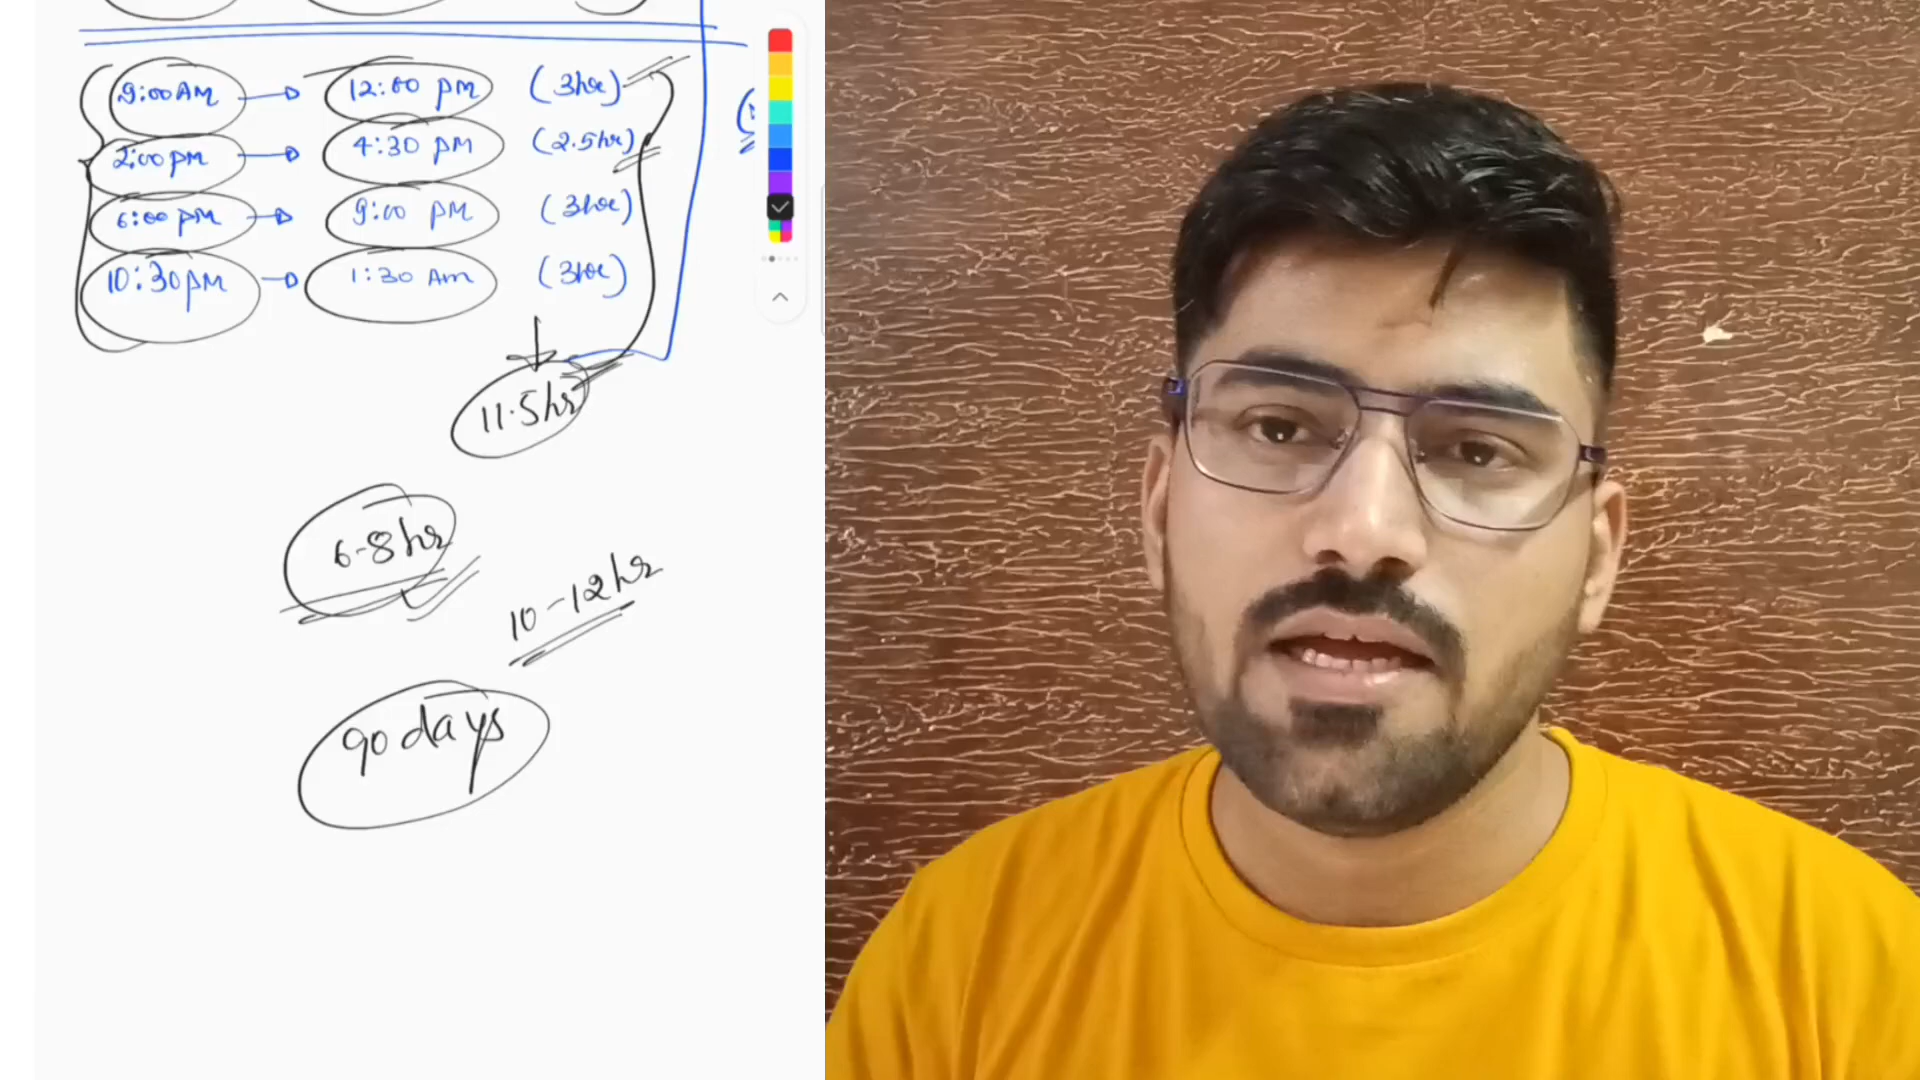 9:00 AM → 12:00 pm (3hr)
2:00 pm → 4:30 pm (2.5hr)
6:00 pm → 9:00 pm (3hr)
10:30 pm → 1:30 Am (3hr)
11.5hr
6-8hr
10-12hr
90 days